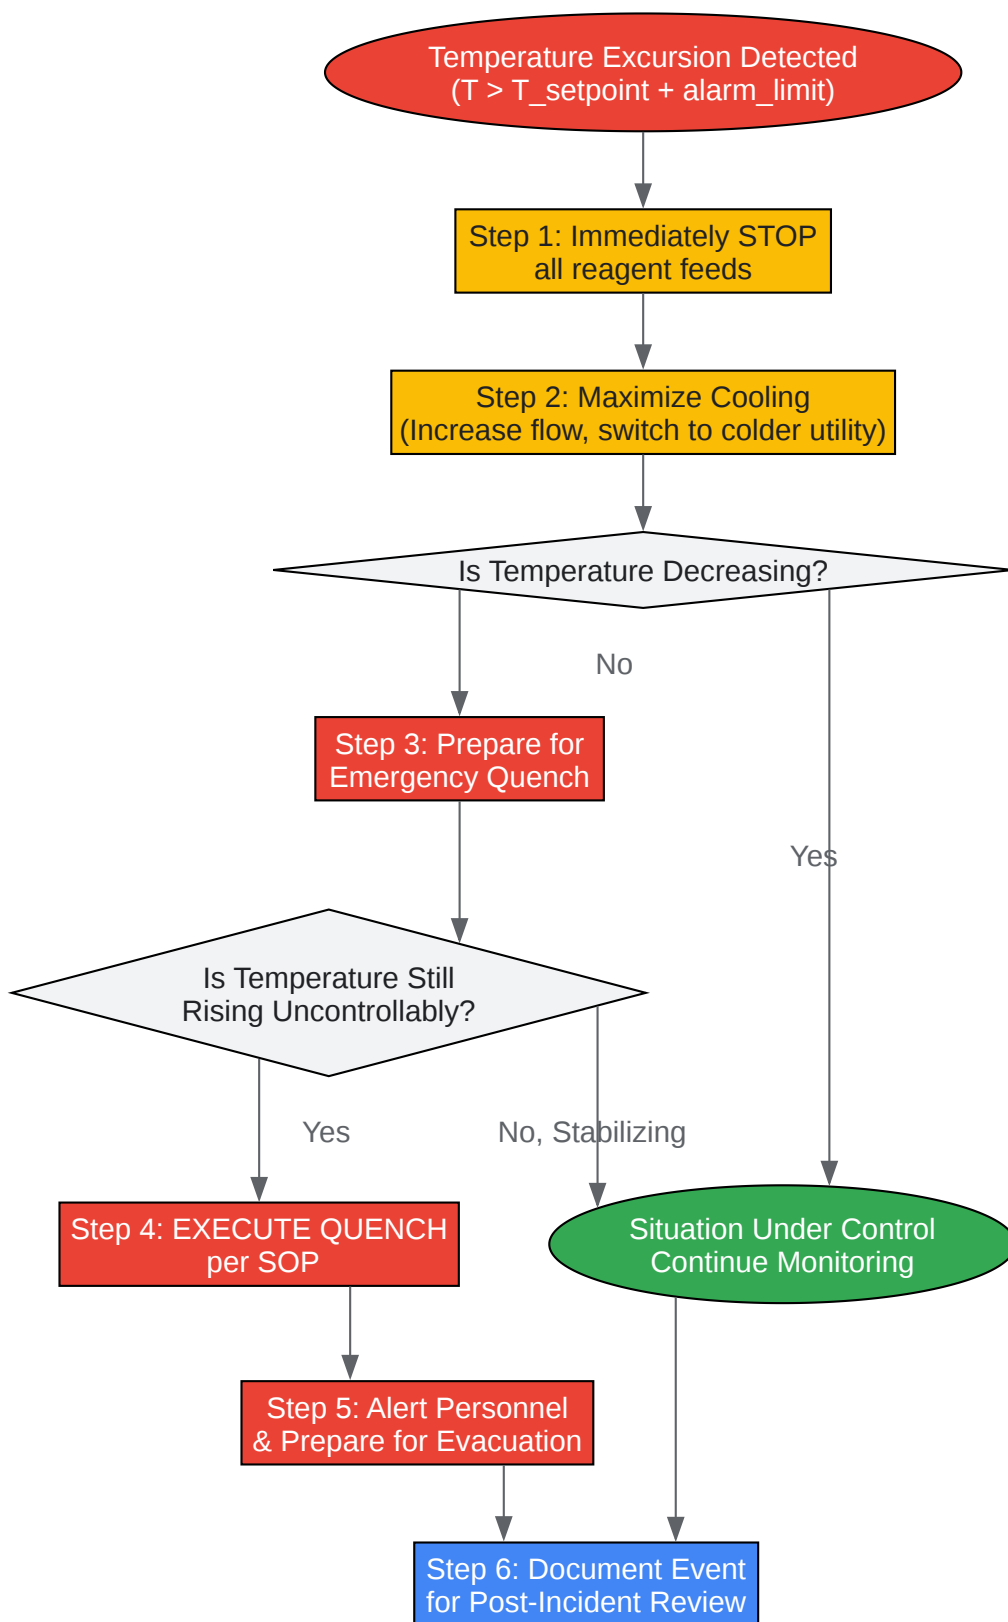 Temperature Excursion Detected
(T > T_setpoint + alarm_limit)
Step 1: Immediately STOP
all reagent feeds
Step 2: Maximize Cooling
(Increase flow, switch to colder utility)
Is Temperature Decreasing?
No
Step 3: Prepare for
Emergency Quench
Yes
Is Temperature Still
Rising Uncontrollably?
Yes
No, Stabilizing
Step 4: EXECUTE QUENCH
per SOP
Situation Under Control
Continue Monitoring
Step 5: Alert Personnel
& Prepare for Evacuation
Step 6: Document Event
for Post-Incident Review